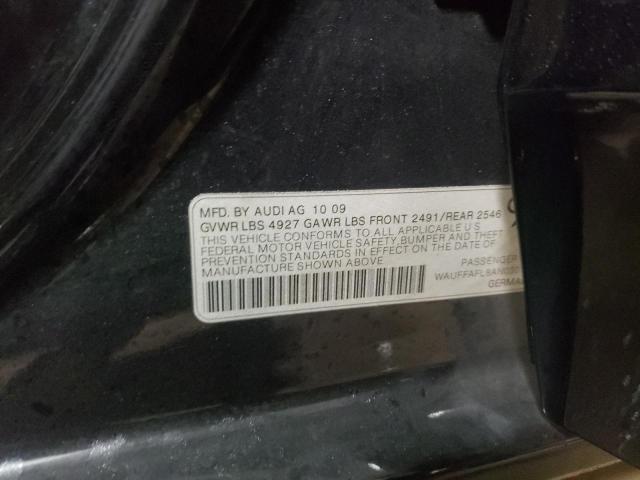 MFD. BY AUDI AG 10 09
GVWR LBS 4927 GAWR LBS FRONT 2491/REAR 2546
THIS VEHICLE CONFORMS TO ALL APPLICABLE U S
FEDERAL MOTOR VEHICLE SAFETY, BUMPER AND THEFT
PREVENTION STANDARDS IN EFFECT ON THE DATE OF
MANUFACTURE SHOWN ABOVE
PASSENGER
GERMAN